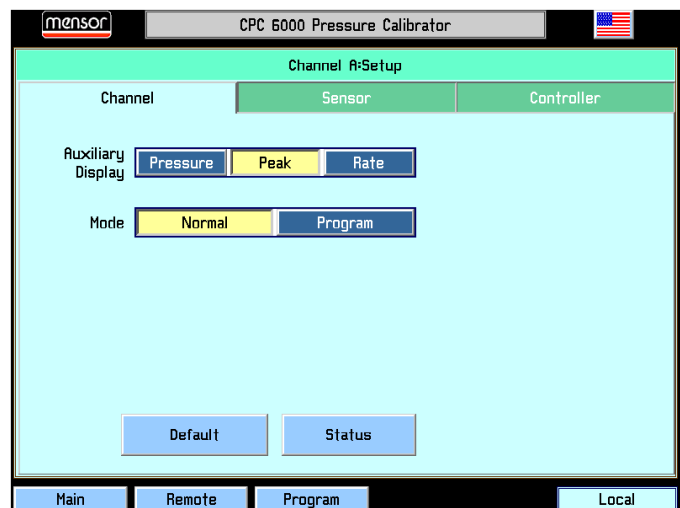 mensor
CPC 6000 Pressure Calibrator
Channel A:Setup
Channel Sensor Controller
Auxiliary
Display
Pressure Peak Rate
Mode Normal Program
Default Status
Main Remote Program Local